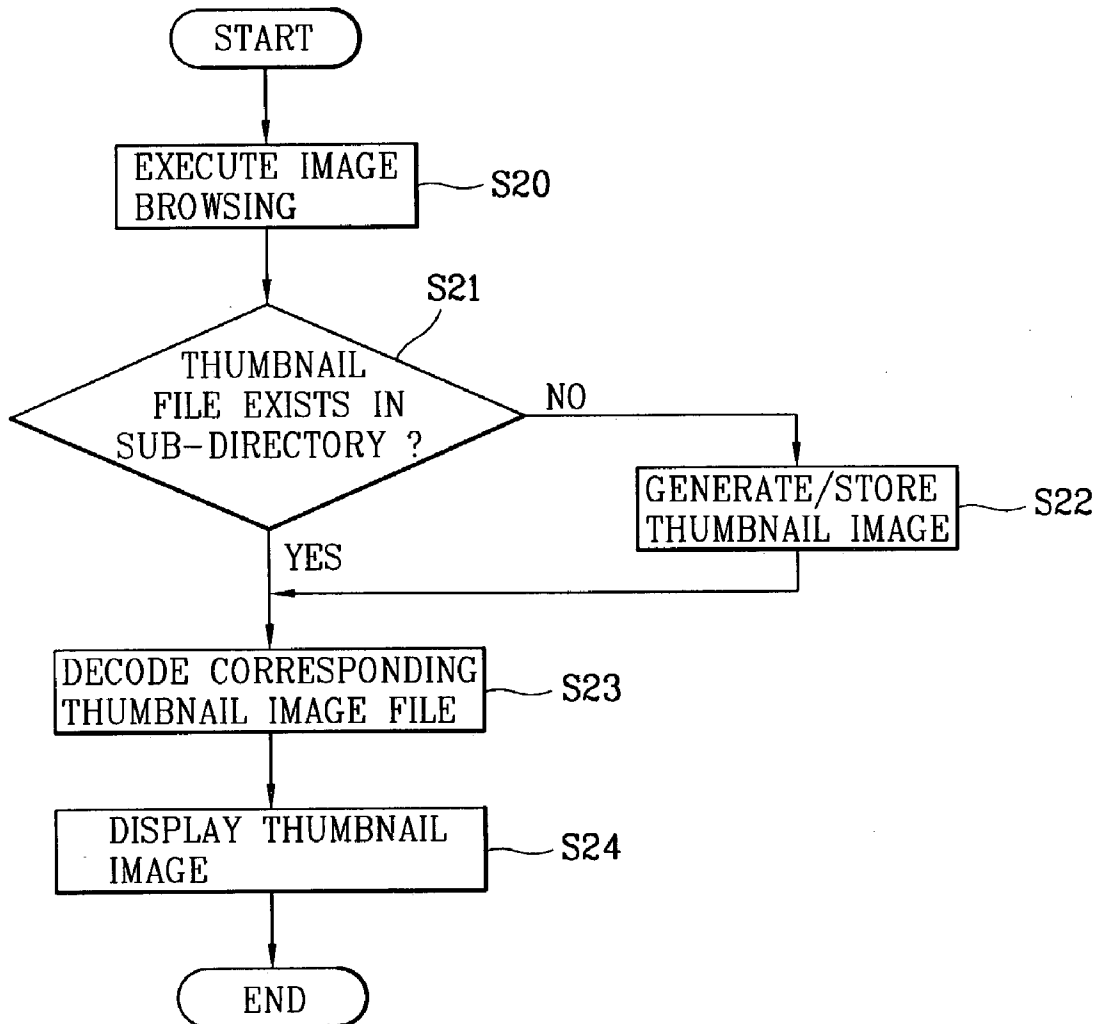 START
EXECUTE IMAGE
BROWSING
S20
S21
THUMBNAIL
FILE EXISTS IN
SUB-DIRECTORY ?
NO
GENERATE/STORE
THUMBNAIL IMAGE
S22
YES
DECODE CORRESPONDING
THUMBNAIL IMAGE FILE
S23
DISPLAY THUMBNAIL
IMAGE
S24
END